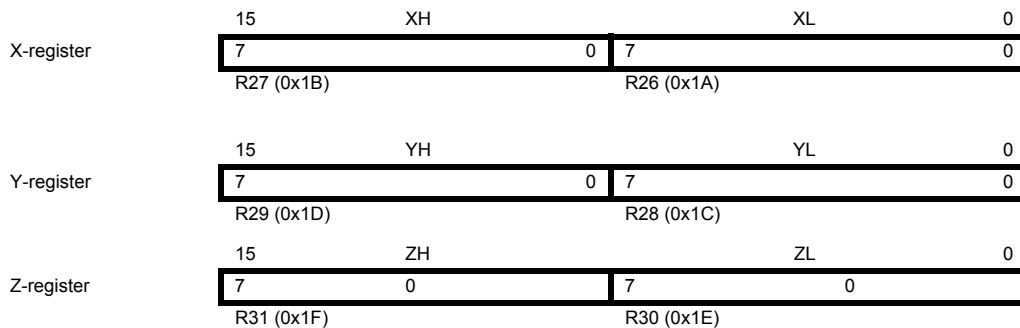 15 XH XL 0
X-register 7 0 7 0
R27 (0x1B) R26 (0x1A)
15 YH YL 0
Y-register 7 0 7 0
R29 (0x1D) R28 (0x1C)
15 ZH ZL 0
Z-register 7 0 7 0
R31 (0x1F) R30 (0x1E)